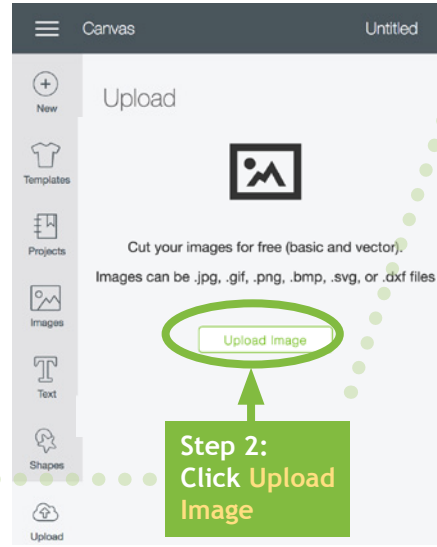 Canvas
Untitled
New
Templates
Projects
Images
Text
Shapes
Upload
Upload
Cut your images for free (basic and vector).
Images can be .jpg, .gif, .png, .bmp, .svg, or .dxf files
Upload Image
Step 2:
Click Upload
Image